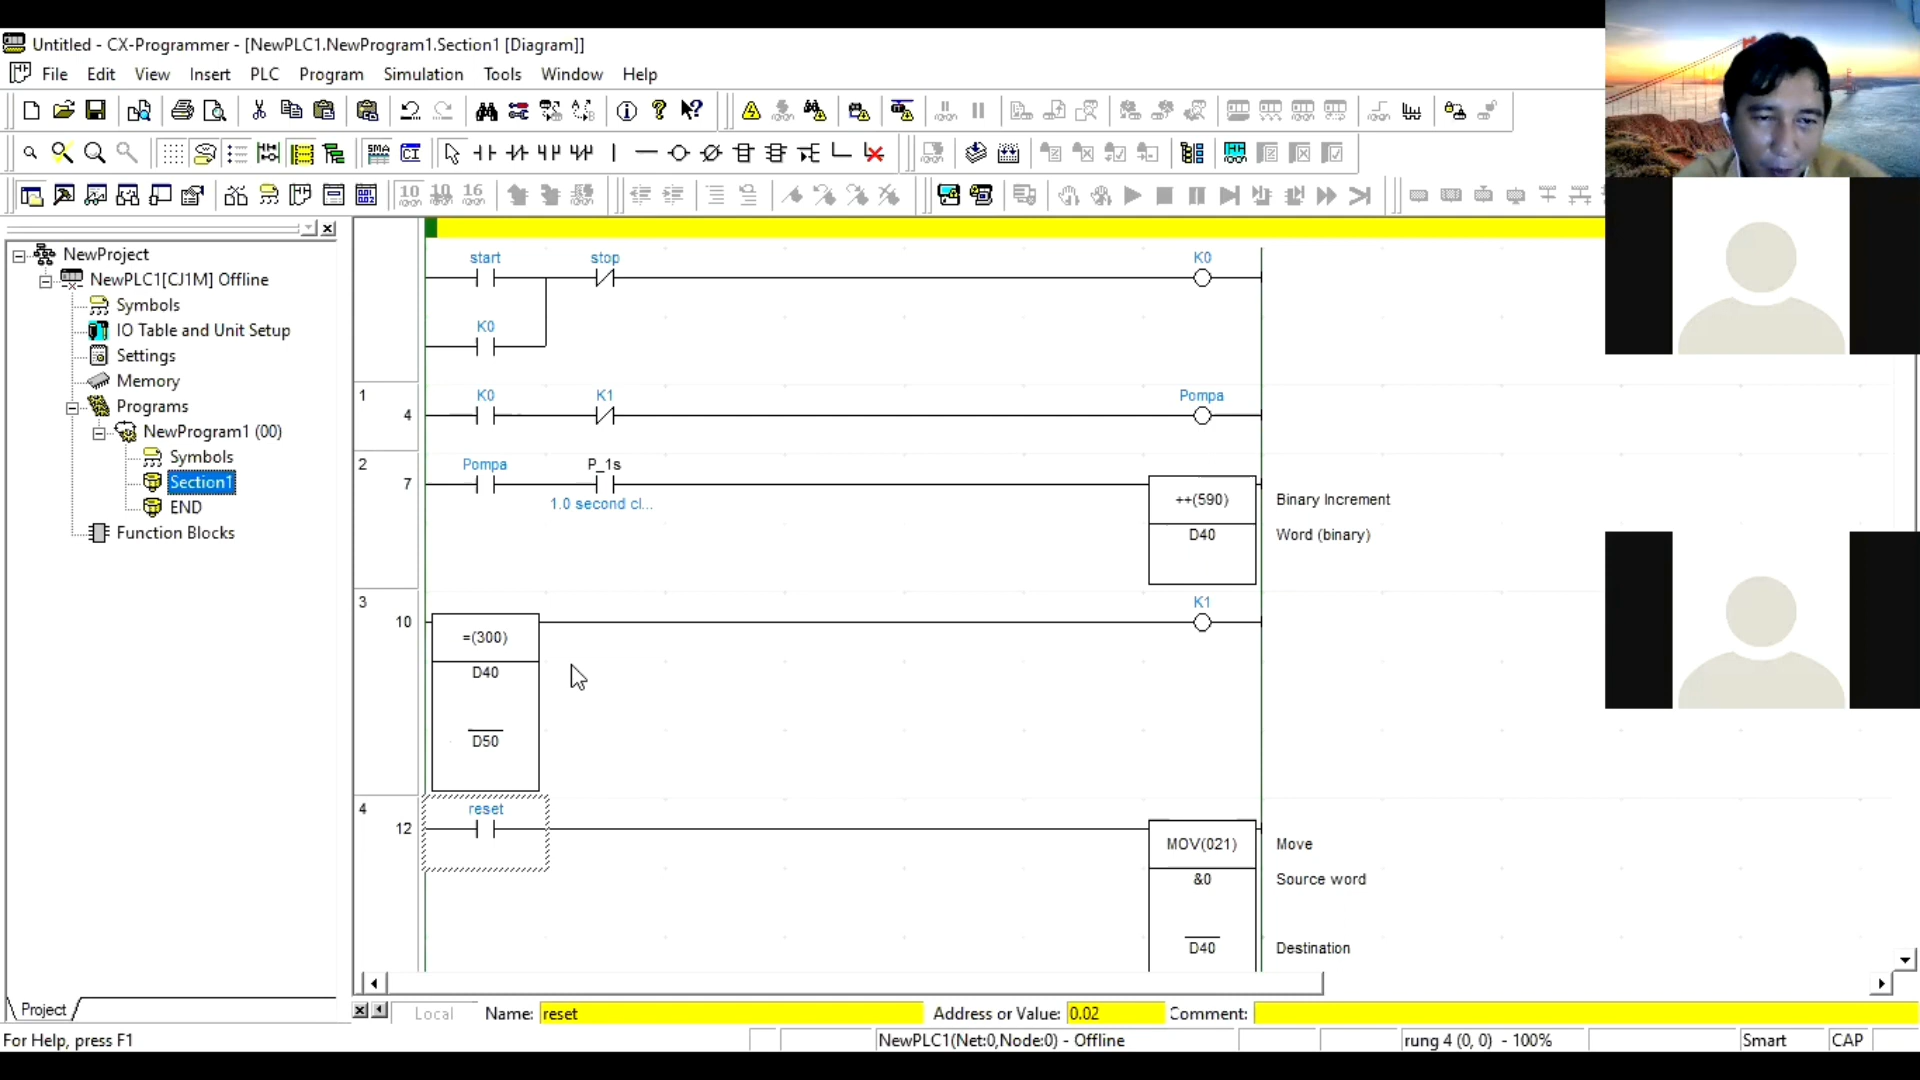 Untitled - CX-Programmer - [NewPLC1.NewProgram1.Section1 [Diagram]]
File Edit View Insert PLC Program Simulation Tools Window Help
SMA CI
10 10 16
NewProject
NewPLC1[CJ1M] Offline
Symbols
IO Table and Unit Setup
Settings
Memory
Programs
NewProgram1 (00)
Symbols
Section1
END
Function Blocks
Project
start stop K0
K0
1
4
K0 K1 Pompa
2
7
Pompa P_1s
1.0 second cl...
++(590) Binary Increment
D40 Word (binary)
3
10
K1
=(300)
D40
D50
4
12
reset
MOV(021) Move
&0 Source word
D40 Destination
Local Name: reset Address or Value: 0.02 Comment:
For Help, press F1 NewPLC1(Net:0,Node:0) - Offline rung 4 (0, 0) - 100% Smart CAP